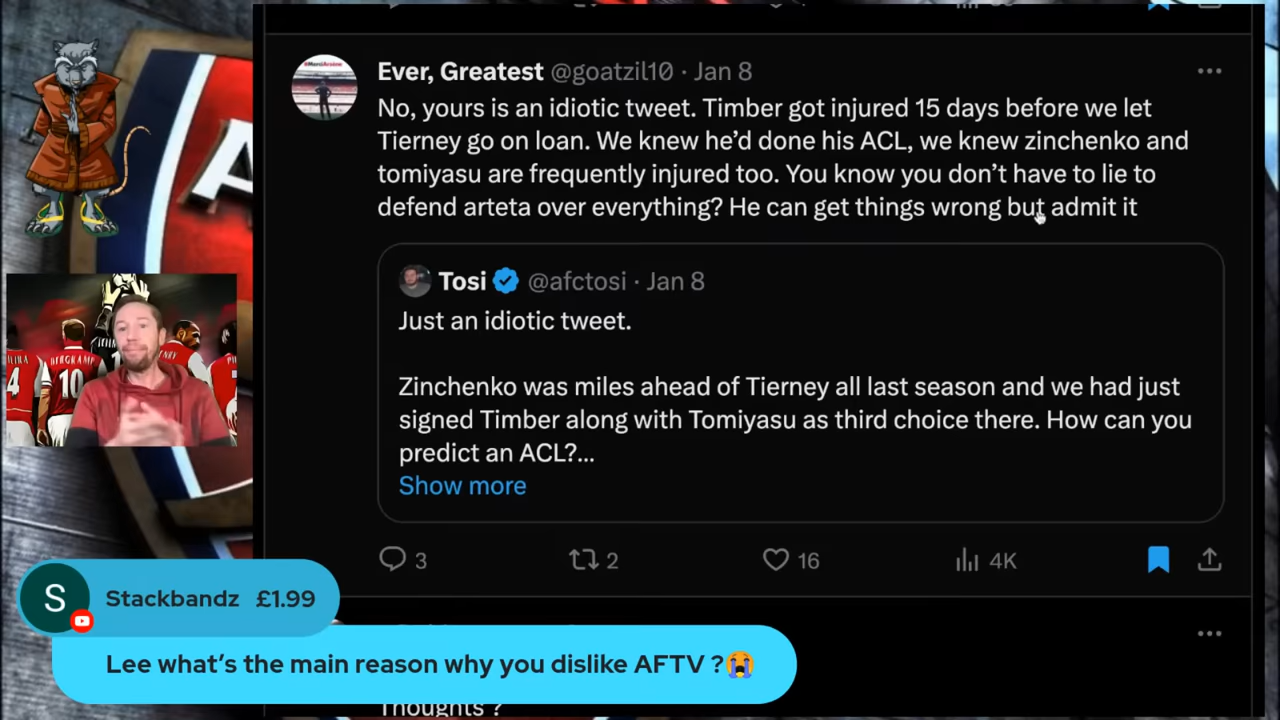 Ever, Greatest @goatzil10 · Jan 8
No, yours is an idiotic tweet. Timber got injured 15 days before we let
Tierney go on loan. We knew he'd done his ACL, we knew zinchenko and
tomiyasu are frequently injured too. You know you don't have to lie to
defend arteta over everything? He can get things wrong but admit it
Tosi @afctosi · Jan 8
Just an idiotic tweet.
Zinchenko was miles ahead of Tierney all last season and we had just
signed Timber along with Tomiyasu as third choice there. How can you
predict an ACL?...
Show more
3 2 16 4K
BERGKAMP
4 10
S
Stackbandz £1.99
Lee what's the main reason why you dislike AFTV ?😭
Thoughts ?